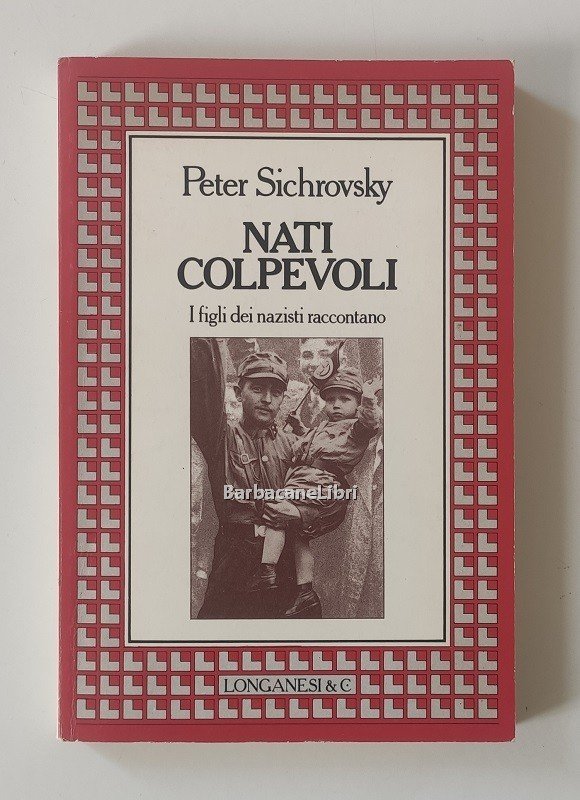 Peter Sichrovsky
NATI
COLPEVOLI
I figli dei nazisti raccontano
BarbacaneLibri
LONGANESI & C.